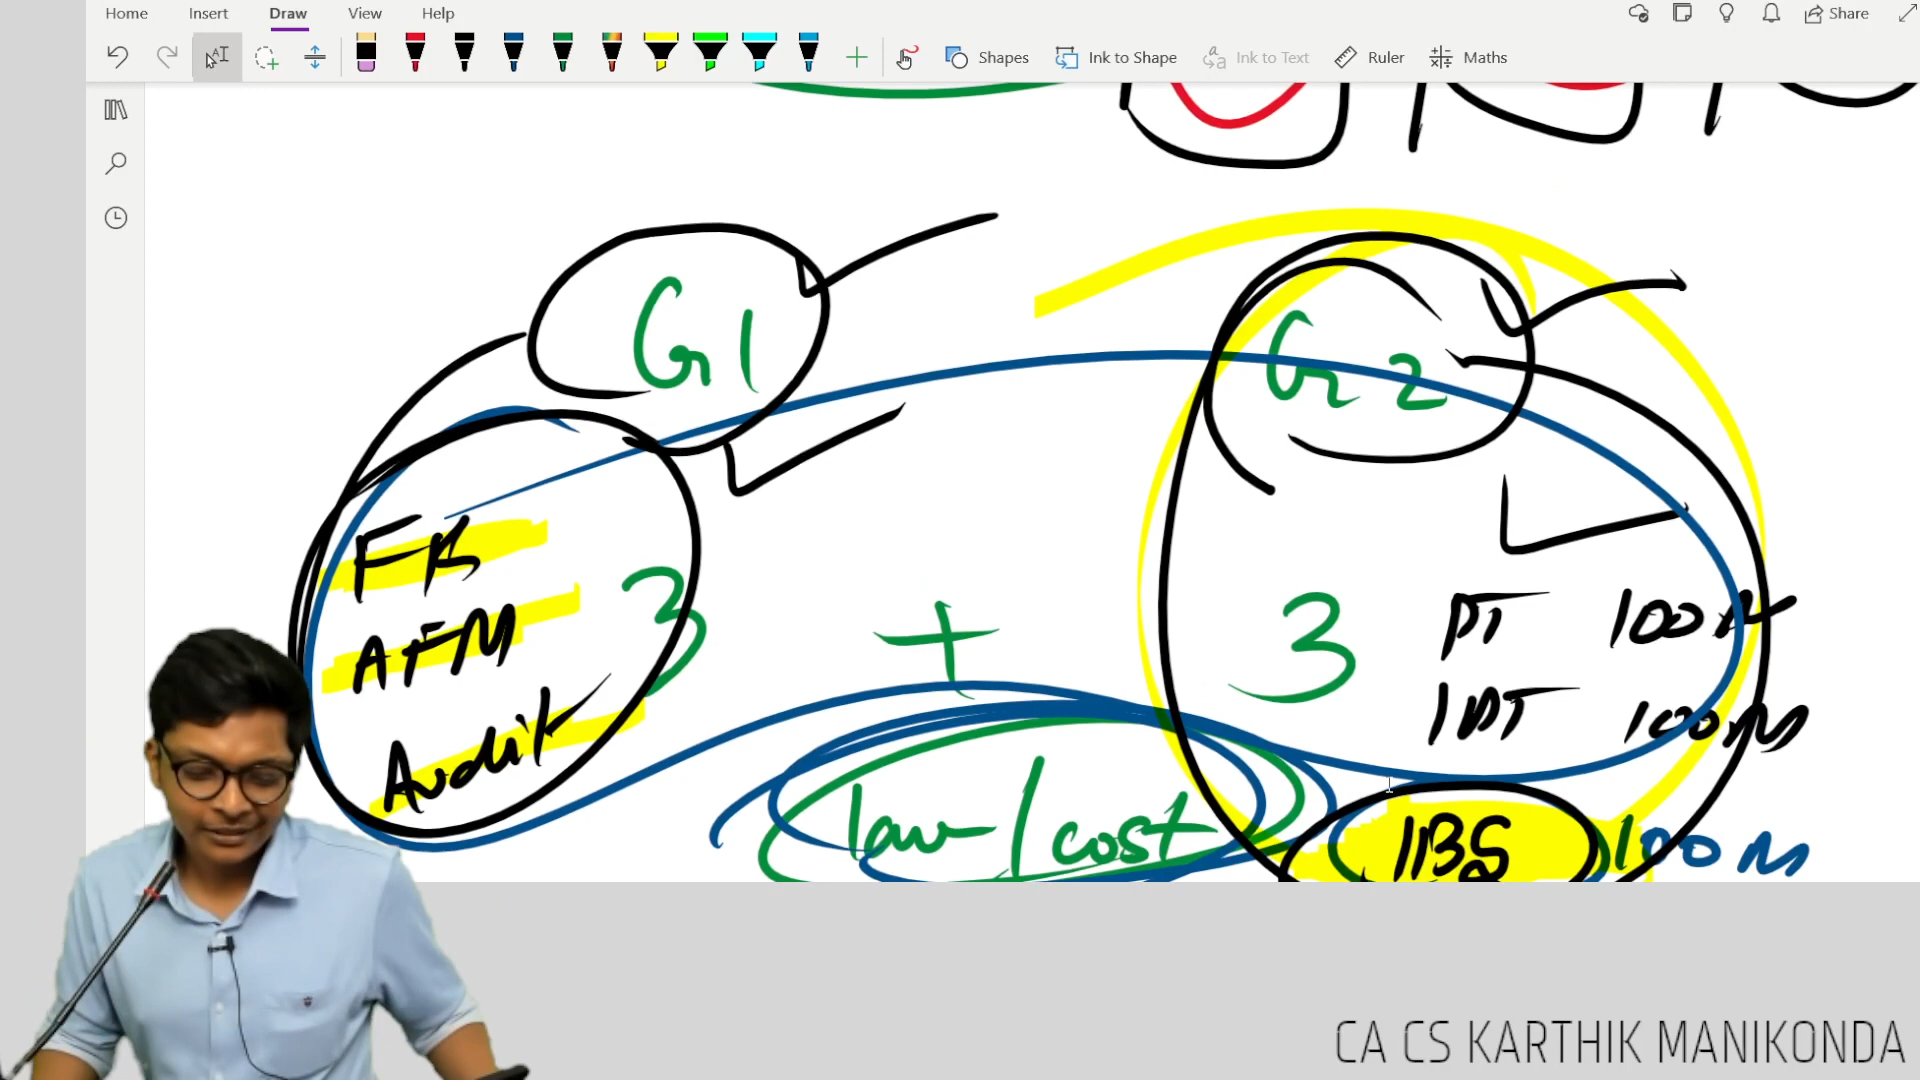 Home Insert Draw View Help Share
Shapes Ink to Shape Ink to Text Ruler Maths
G1 G2
FR
AFM 3 + 3 DT 100M
Audit IDT 100M
law/cost IBS 100M
CA CS KARTHIK MANIKONDA